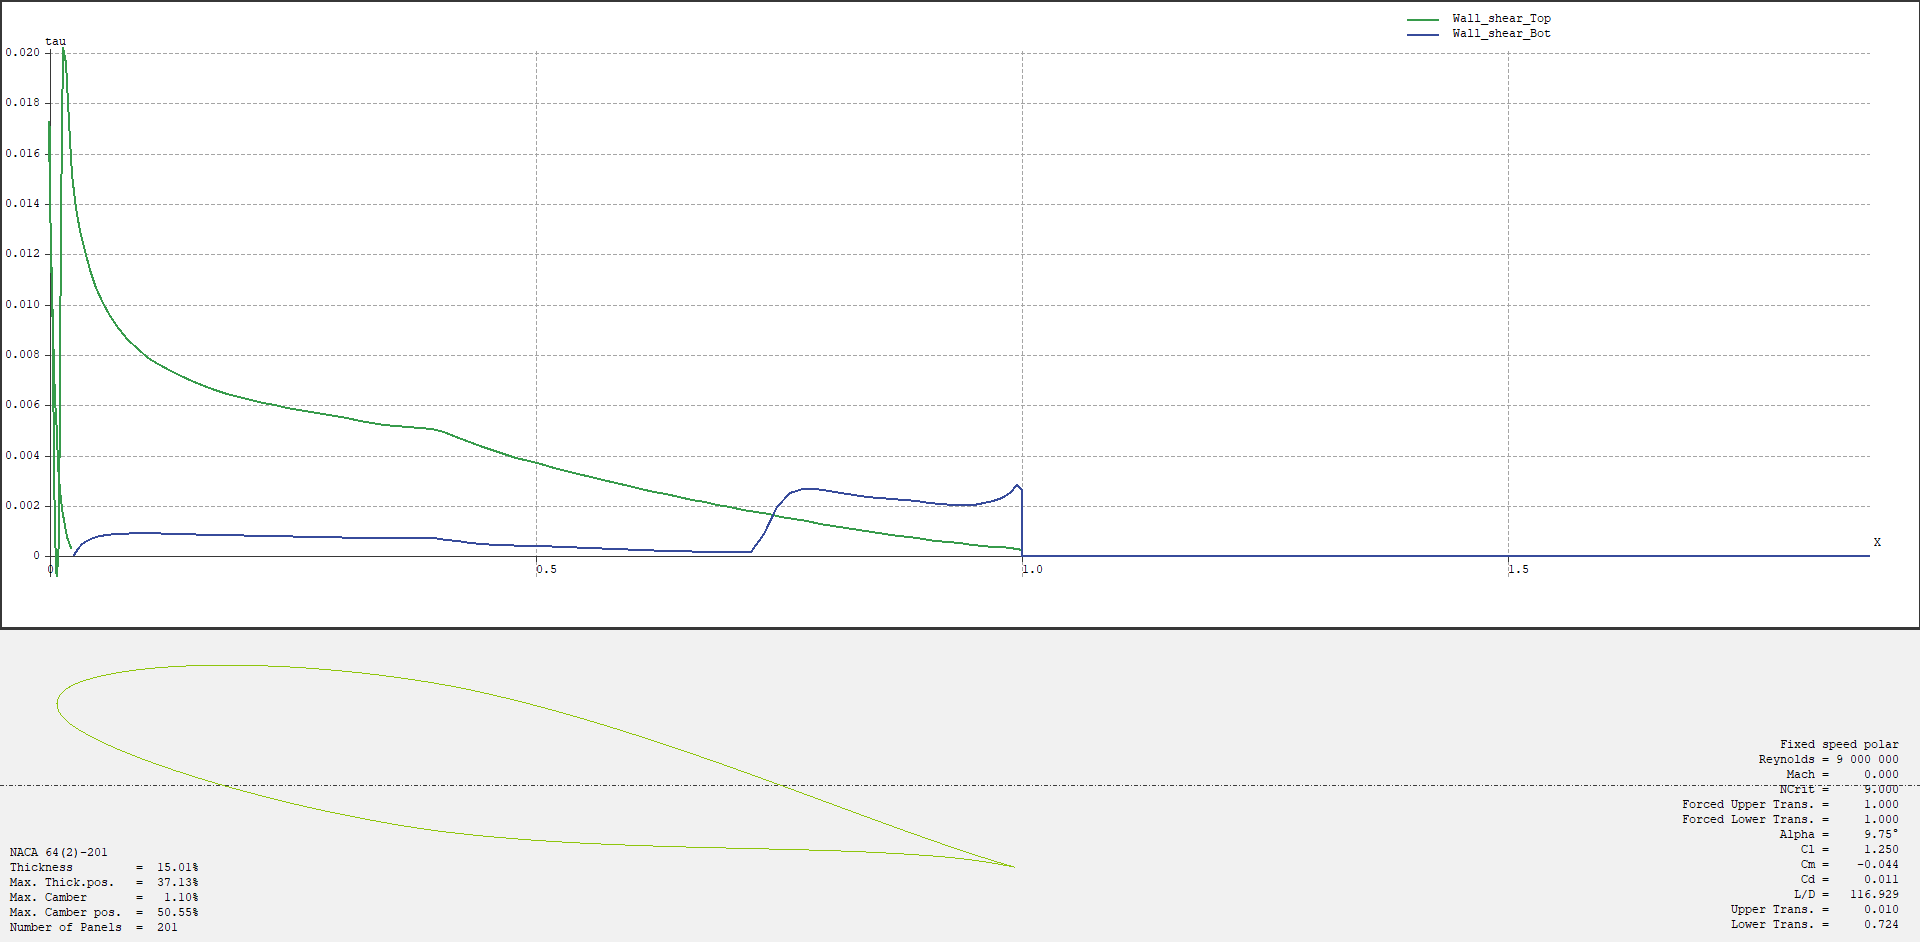 Wall_shear_Top
Wall_shear_Bot
tau
0.020
0.018
0.016
0.014
0.012
0.010
0.008
0.006
0.004
0.002
0
X
0
0.5
1.0
1.5
Fixed speed polar
Reynolds = 9 000 000
Mach = 0.000
NCrit = 9.000
Forced Upper Trans. = 1.000
Forced Lower Trans. = 1.000
Alpha = 9.75°
Cl = 1.250
Cm = -0.044
Cd = 0.011
L/D = 116.929
Upper Trans. = 0.010
Lower Trans. = 0.724
NACA 64(2)-201
Thickness = 15.01%
Max. Thick.pos. = 37.13%
Max. Camber = 1.10%
Max. Camber pos. = 50.55%
Number of Panels = 201